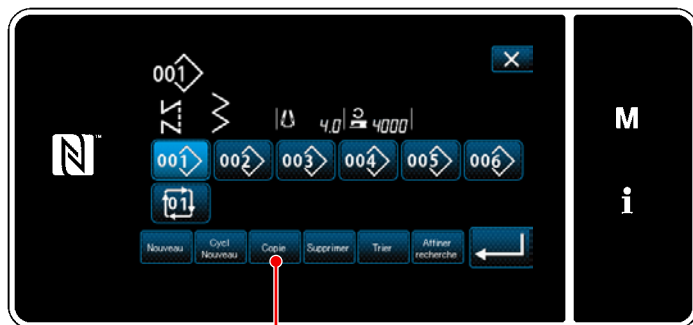 001
4.0 4000
001 002 003 004 005 006
01
Nouveau
Cycl
Nouveau
Copie
Supprimer
Trier
Affiner
recherche
M
i
N